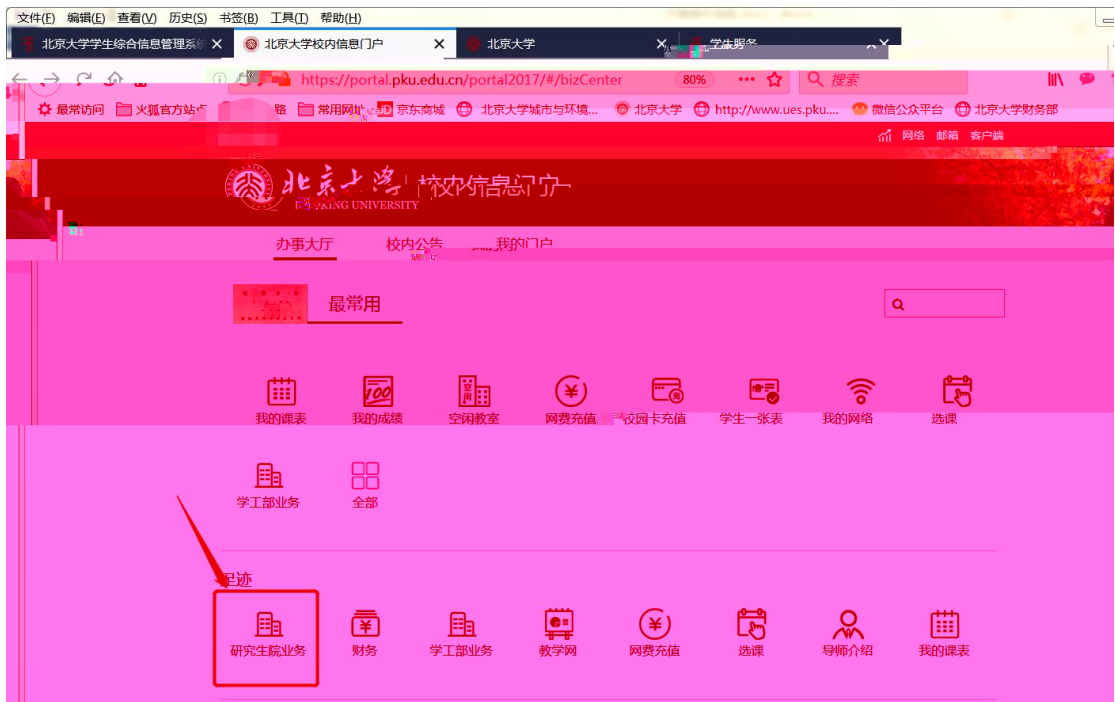 文件(F) 编辑(E) 查看(V) 历史(S) 书签(B) 工具(T) 帮助(H)
北京大学学生综合信息管理系统 北京大学校内信息门户 北京大学 学生服务
https://portal.pku.edu.cn/portal2017/#/bizCenter 80% 搜索
最常访问 火狐官方站点 路 常用网址 JD 京东商城 北京大学城市与环境... 北京大学 http://www.ues.pku.... 微信公众平台 北京大学财务部
网络 邮箱 客户端
北京大学 校内信息门户
PEKING UNIVERSITY
办事大厅 校内公告 我的门户
最常用
我的课表 我的成绩 空闲教室 网费充值 校园卡充值 学生一张表 我的网络 选课
学工部业务 全部
足迹
研究生院业务 财务 学工部业务 教学网 网费充值 选课 导师介绍 我的课表